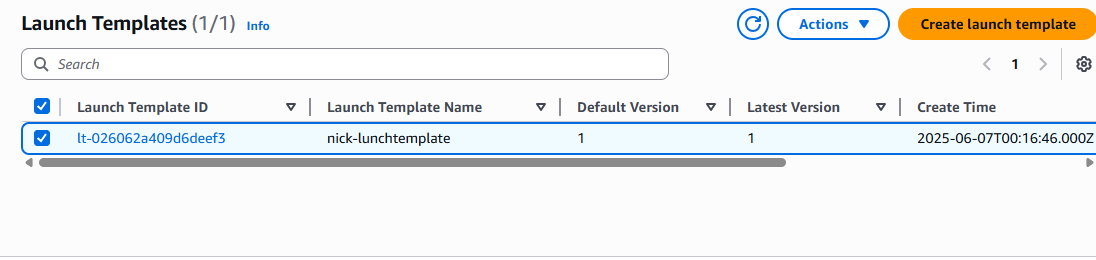 Launch Templates (1/1) Info
Actions
Create launch template
Search
1
Launch Template ID Launch Template Name Default Version Latest Version Create Time
lt-026062a409d6deef3 nick-lunchtemplate 1 1 2025-06-07T00:16:46.000Z